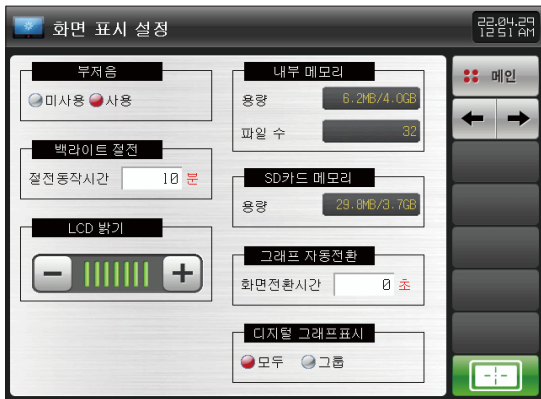 화면 표시 설정
22.04.29
12 51 AM
부저음
미사용 사용
백라이트 절전
절전동작시간 10 분
LCD 밝기
내부 메모리
용량 6.2MB/4.0GB
파일 수 32
SD카드 메모리
용량 29.8MB/3.7GB
그래프 자동전환
화면전환시간 0 초
디지털 그래프표시
모두 그룹
메인